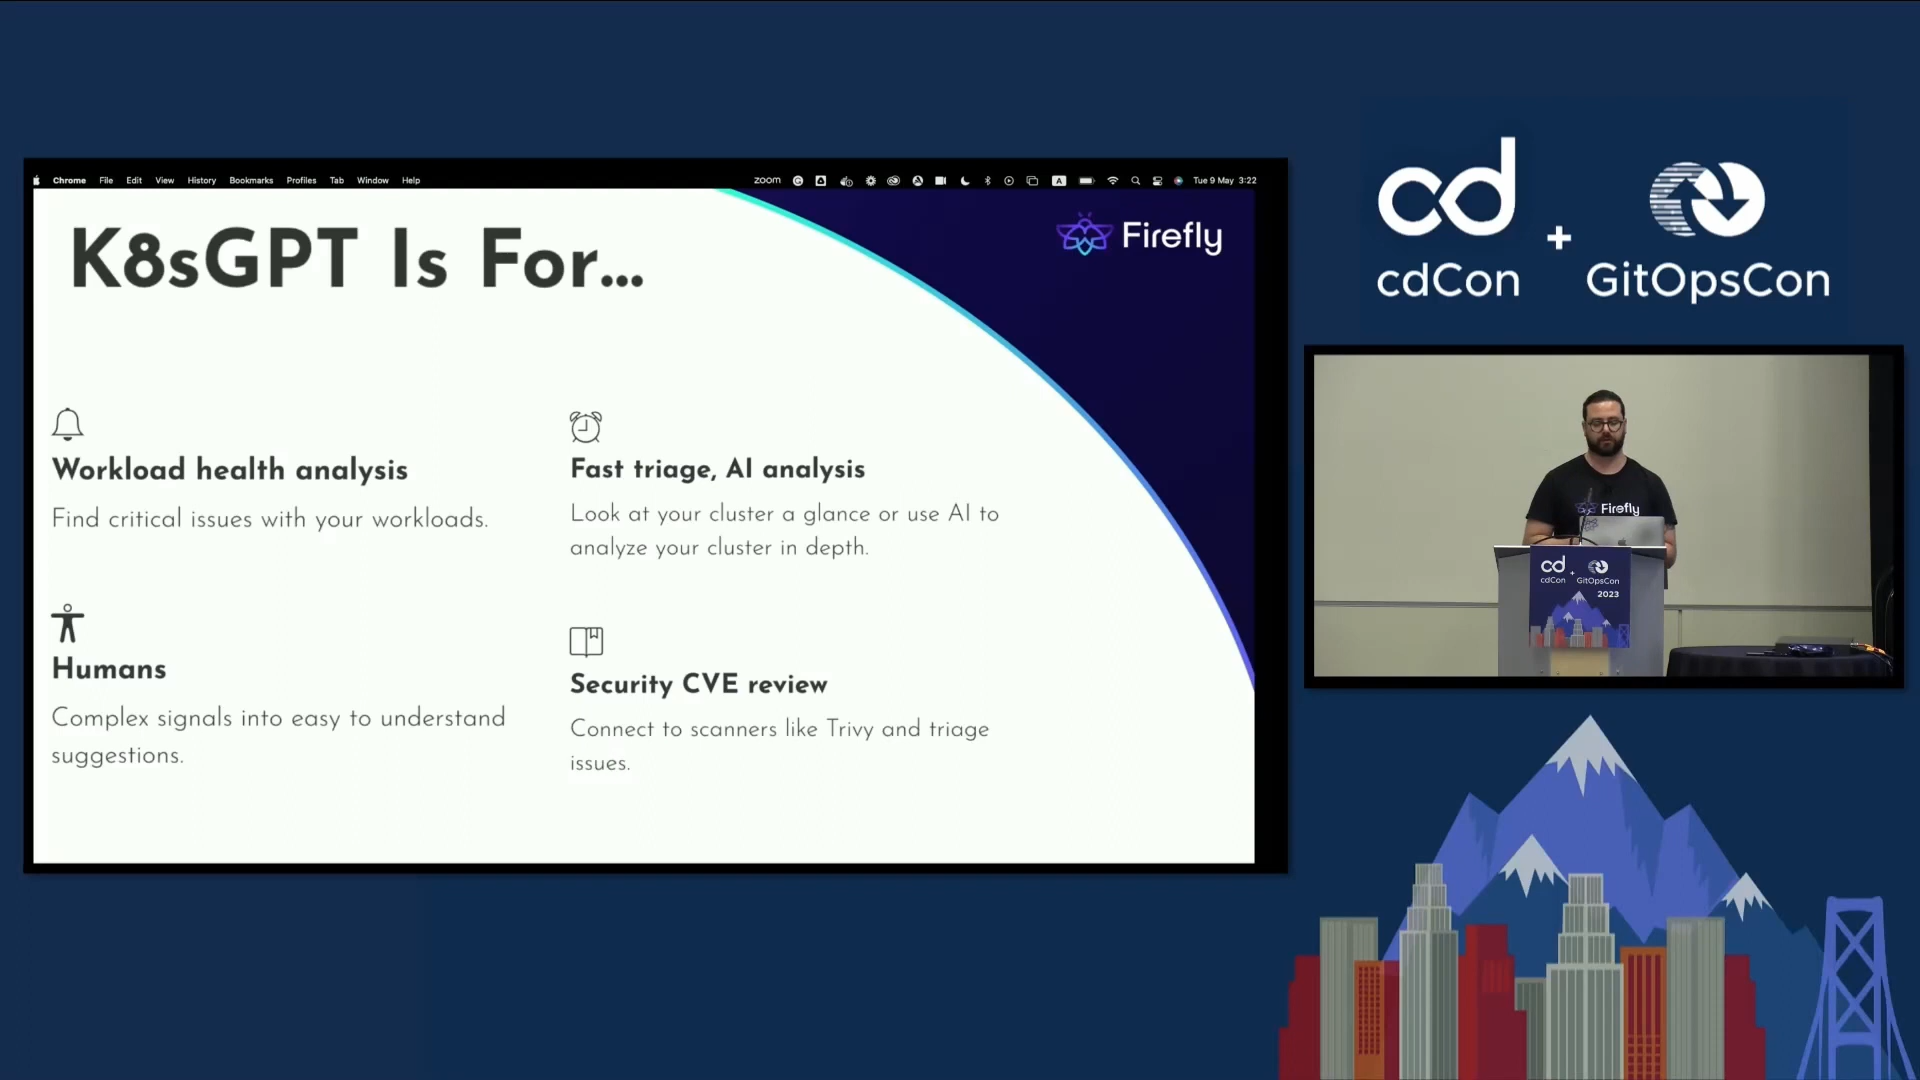 Chrome File Edit View History Bookmarks Profiles Tab Window Help
zoom A Tue 9 May 3:22
K8sGPT Is For...
Firefly
Workload health analysis
Find critical issues with your workloads.
Fast triage, AI analysis
Look at your cluster a glance or use AI to
analyze your cluster in depth.
Humans
Complex signals into easy to understand
suggestions.
Security CVE review
Connect to scanners like Trivy and triage
issues.
cd + 
cdCon GitOpsCon
Firefly
cd +
cdCon GitOpsCon
2023